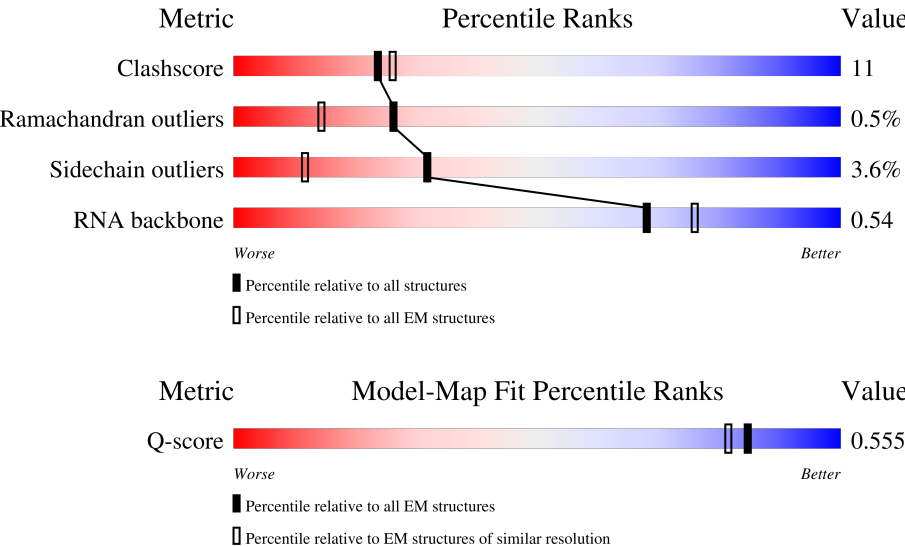 Metric Percentile Ranks Value
Clashscore 11
Ramachandran outliers 0.5%
Sidechain outliers 3.6%
RNA backbone 0.54
Worse Better
Percentile relative to all structures
Percentile relative to all EM structures
Metric Model-Map Fit Percentile Ranks Value
Q-score 0.555
Worse Better
Percentile relative to all EM structures
Percentile relative to EM structures of similar resolution